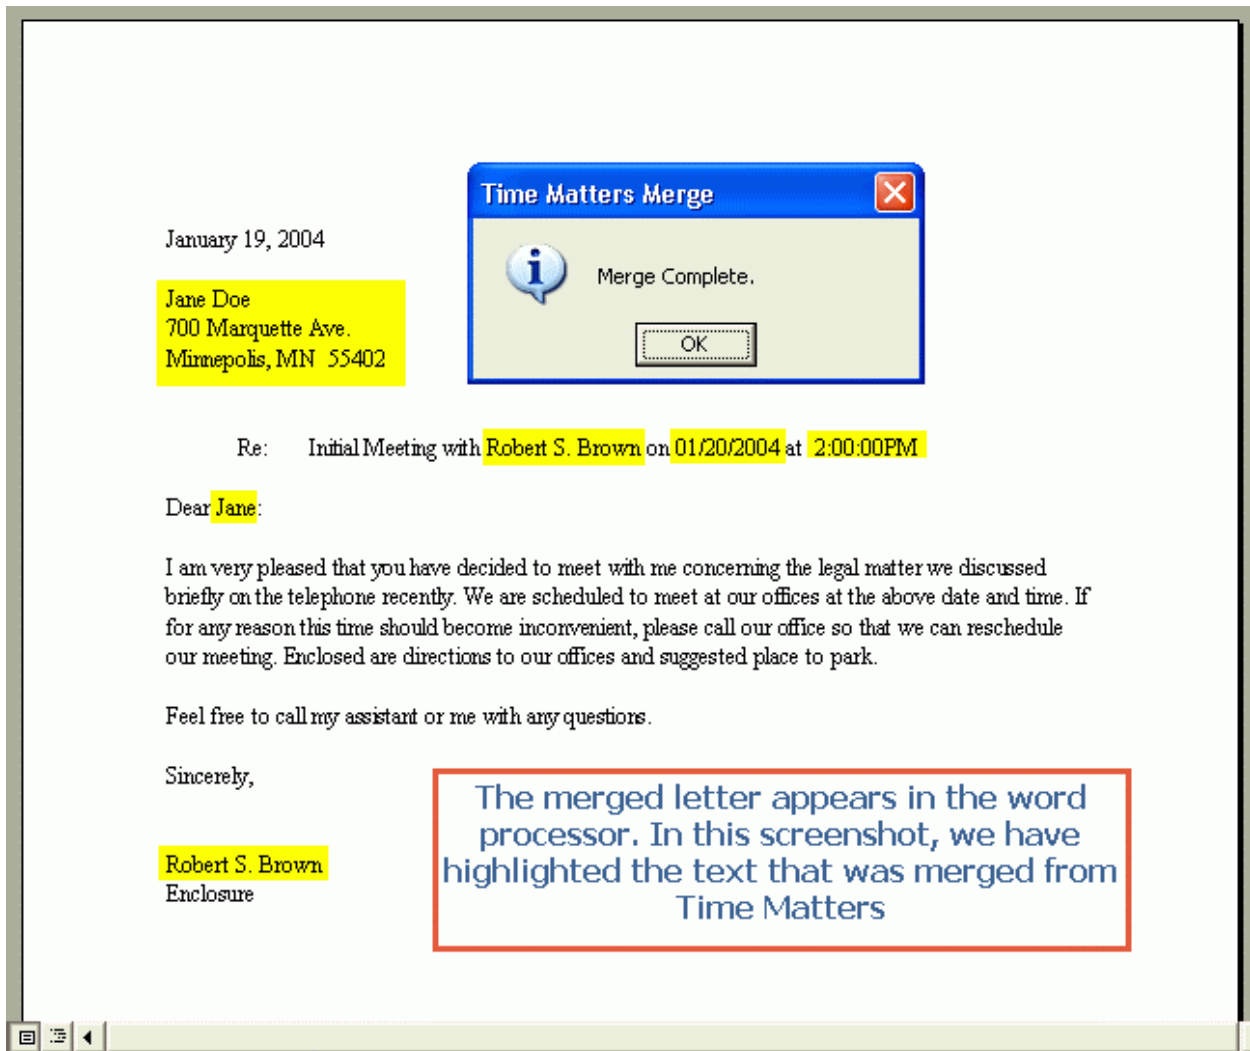 Time Matters Merge
Merge Complete.
OK
January 19, 2004
Jane Doe
700 Marquette Ave.
Minnepolis, MN  55402
Re: Initial Meeting with Robert S. Brown on 01/20/2004 at 2:00:00PM
Dear Jane:
I am very pleased that you have decided to meet with me concerning the legal matter we discussed
briefly on the telephone recently. We are scheduled to meet at our offices at the above date and time. If
for any reason this time should become inconvenient, please call our office so that we can reschedule
our meeting. Enclosed are directions to our offices and suggested place to park.
Feel free to call my assistant or me with any questions.
Sincerely,
Robert S. Brown
Enclosure
The merged letter appears in the word
processor. In this screenshot, we have
highlighted the text that was merged from
Time Matters